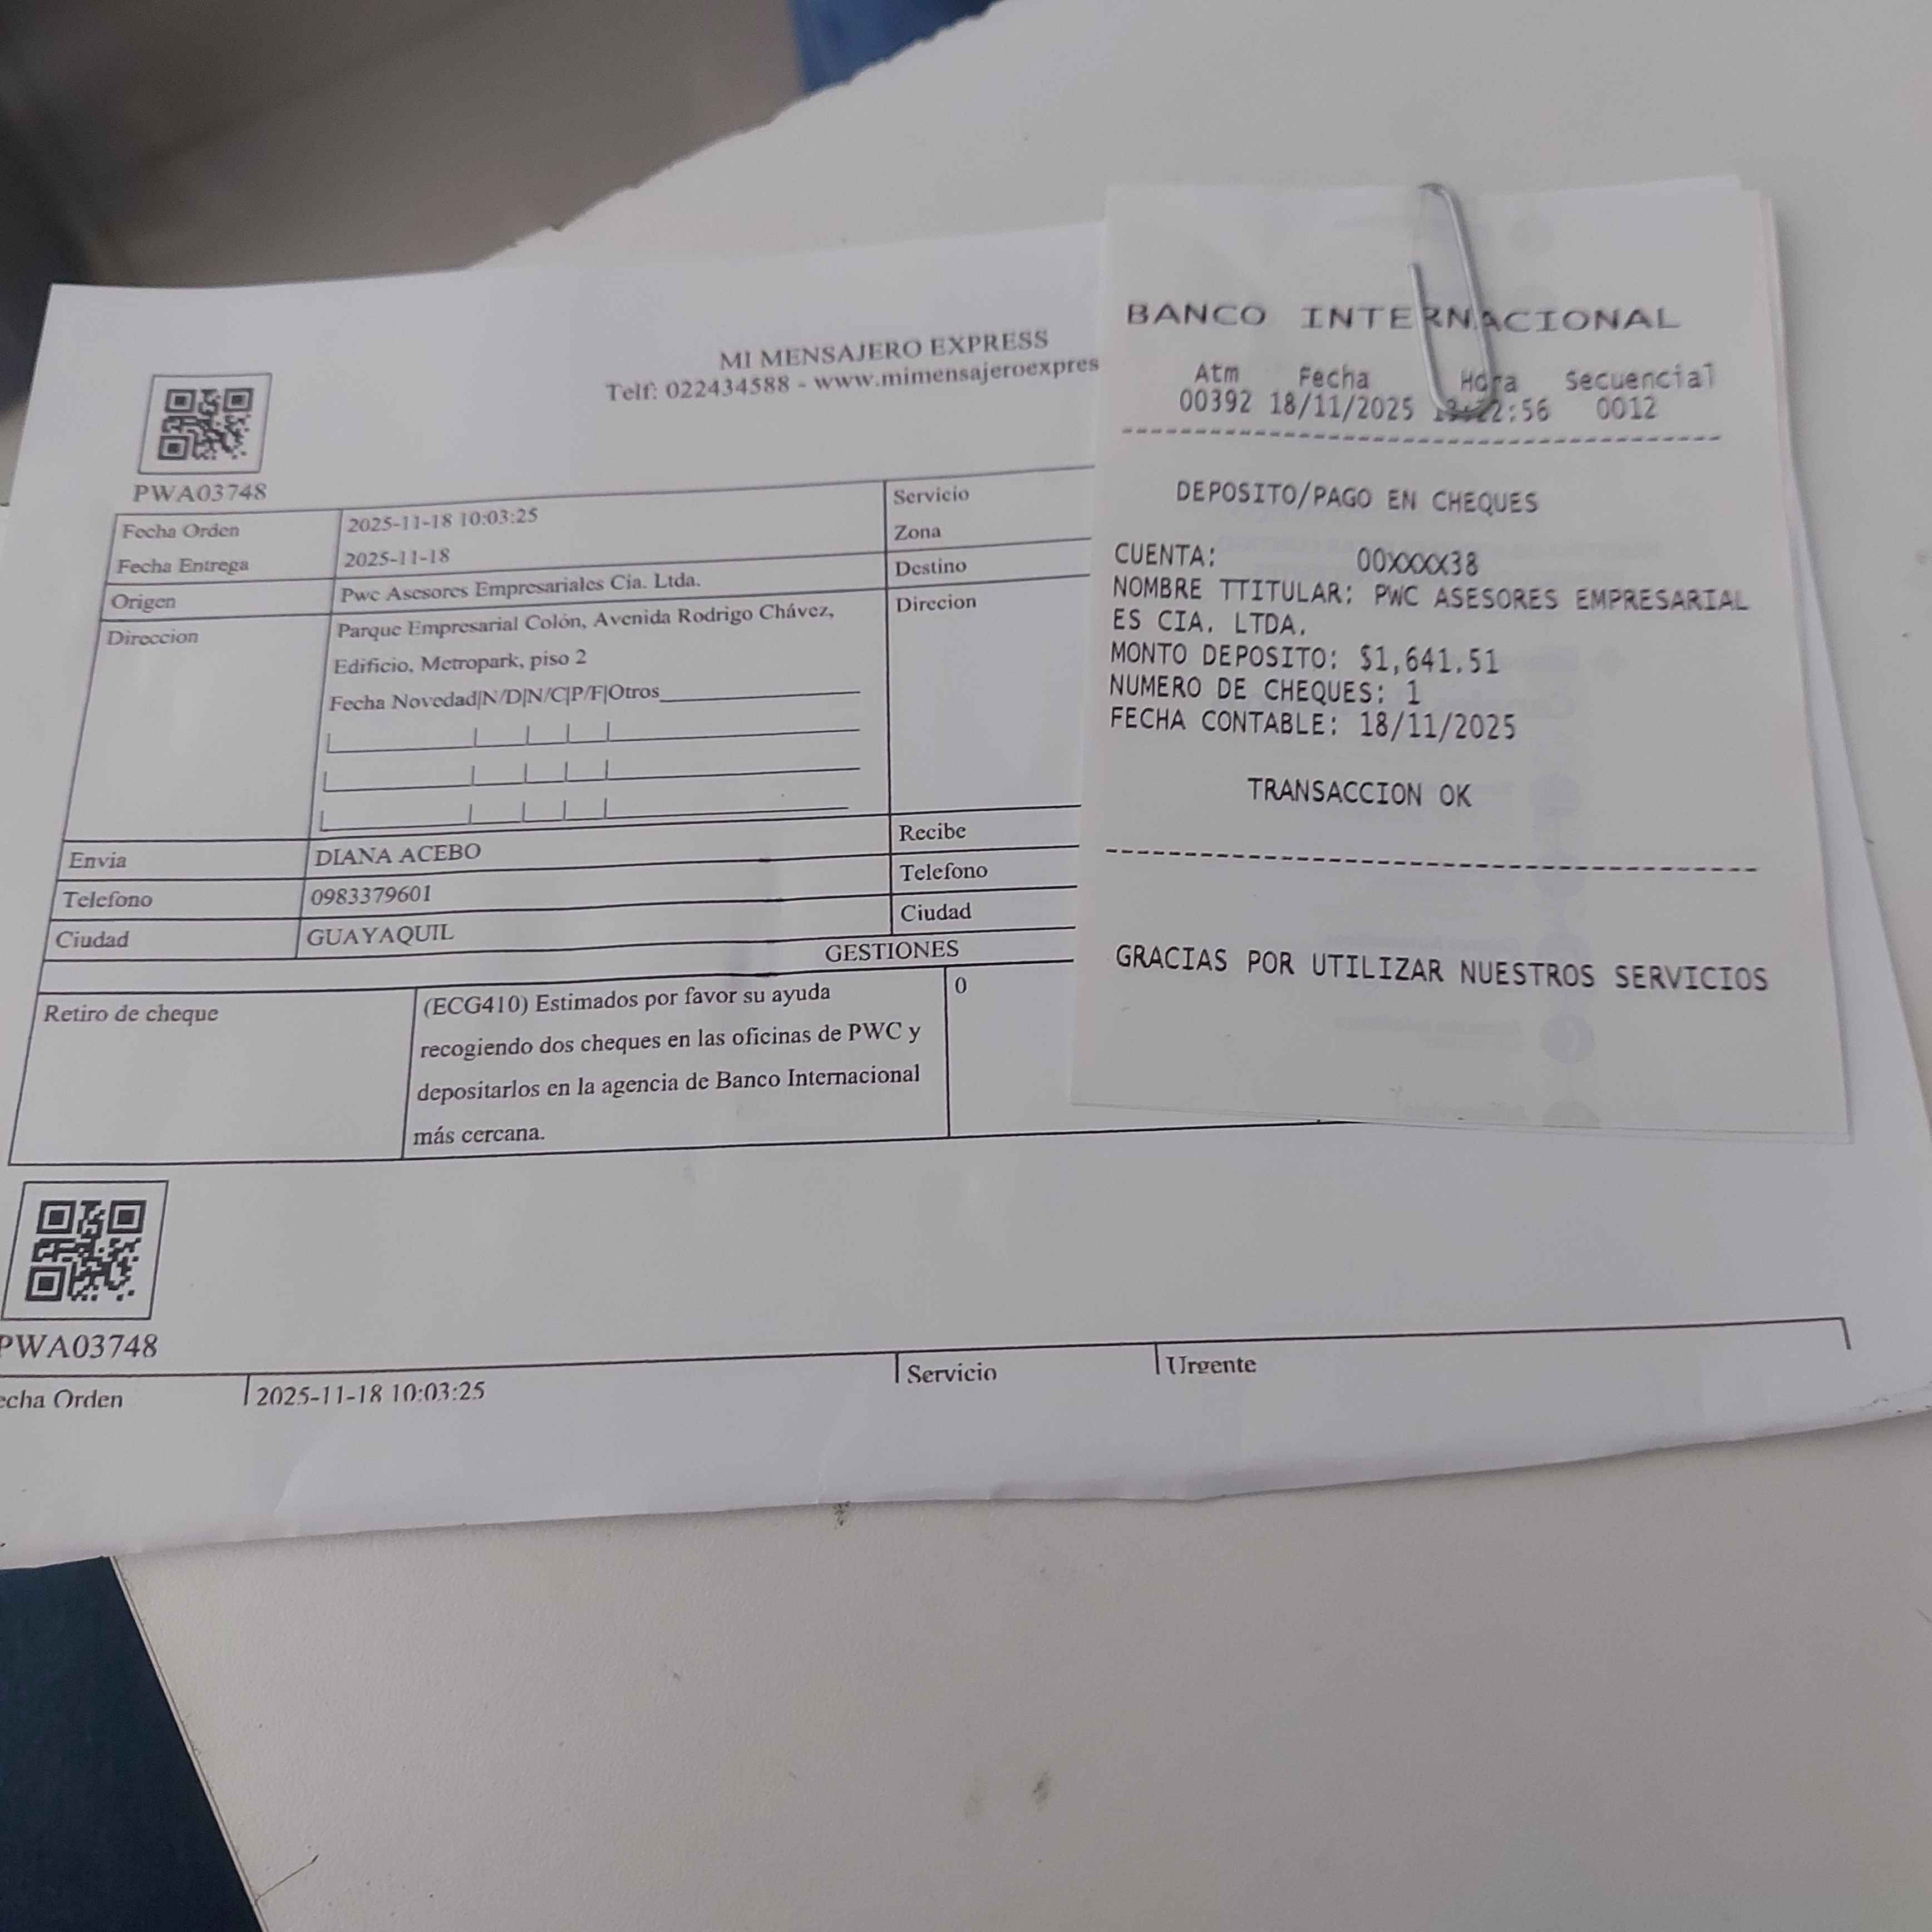 MI MENSAJERO EXPRESS
Telf: 022434588 - www.mimensajeroexpres
PWA03748
Fecha Orden
2025-11-18 10:03:25
Servicio
Fecha Entrega
2025-11-18
Zona
Origen
Pwc Asesores Empresariales Cia. Ltda.
Destino
Direccion
Parque Empresarial Colón, Avenida Rodrigo Chávez,
Edificio, Metropark, piso 2
Fecha Novedad|N/D|N/C|P/F|Otros
Direcion
Envia
DIANA ACEBO
Recibe
Telefono
0983379601
Telefono
Ciudad
GUAYAQUIL
Ciudad
GESTIONES
Retiro de cheque
(ECG410) Estimados por favor su ayuda
recogiendo dos cheques en las oficinas de PWC y
depositarlos en la agencia de Banco Internacional
más cercana.
0
PWA03748
echa Orden
2025-11-18 10:03:25
Servicio
Urgente
BANCO INTERNACIONAL
Atm Fecha Hora Secuencial
00392 18/11/2025 0012
DEPOSITO/PAGO EN CHEQUES
CUENTA: 00XXXX38
NOMBRE TTITULAR: PWC ASESORES EMPRESARIAL
ES CIA. LTDA.
MONTO DEPOSITO: $1,641.51
NUMERO DE CHEQUES: 1
FECHA CONTABLE: 18/11/2025
TRANSACCION OK
GRACIAS POR UTILIZAR NUESTROS SERVICIOS